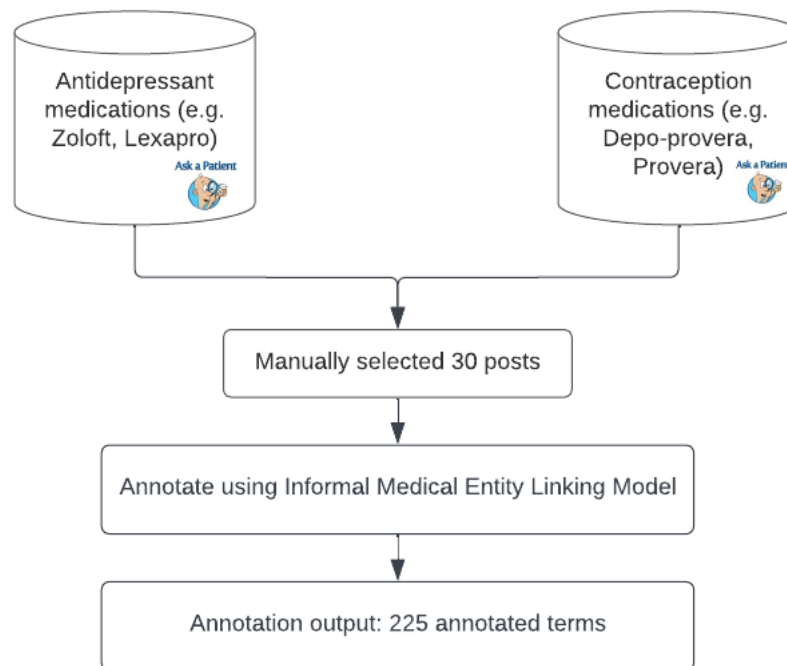 Antidepressant
medications (e.g.
Zoloft, Lexapro)
Ask a Patient
Contraception
medications (e.g.
Depo-provera,
Provera)
Ask a Patient
Manually selected 30 posts
Annotate using Informal Medical Entity Linking Model
Annotation output: 225 annotated terms